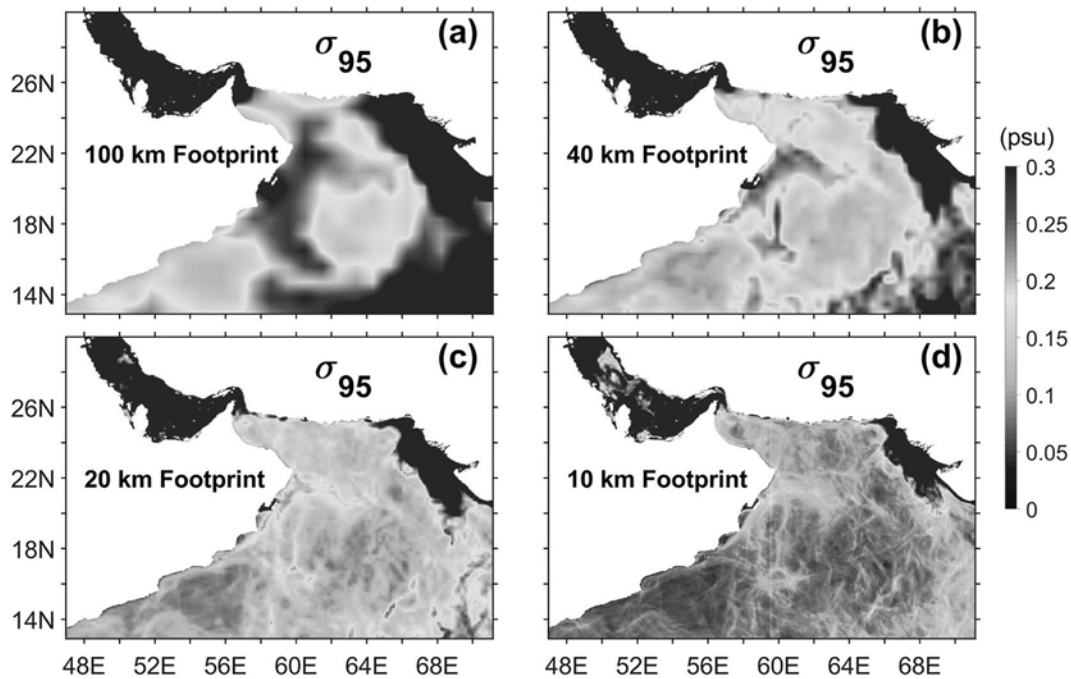 (a)
σ95
100 km Footprint
26N
22N
18N
14N
(b)
σ95
40 km Footprint
(psu)
0.3
0.25
0.2
0.15
0.1
0.05
0
(c)
σ95
20 km Footprint
26N
22N
18N
14N
48E 52E 56E 60E 64E 68E
(d)
σ95
10 km Footprint
48E 52E 56E 60E 64E 68E